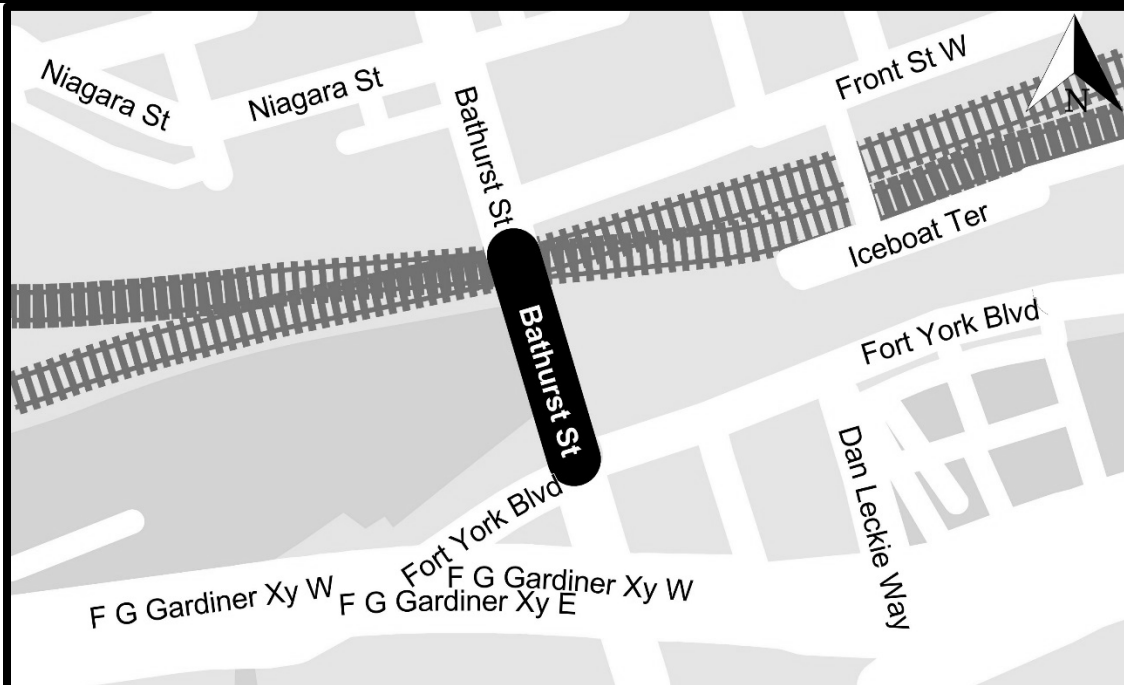 Niagara St
Niagara St
Bathurst St
Front St W
N
Iceboat Ter
Bathurst St
Fort York Blvd
Dan Leckie Way
Fort York Blvd
F G Gardiner Xy W
F G Gardiner Xy W
F G Gardiner Xy E